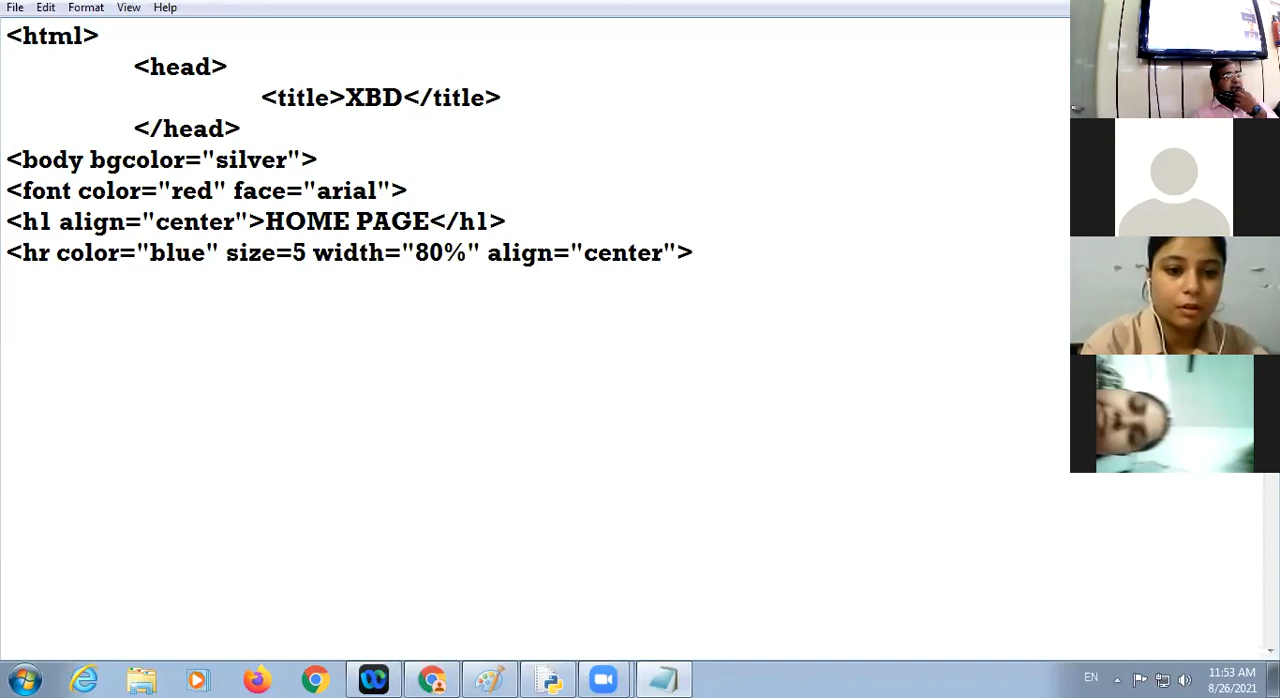 File Edit Format View Help
<html>
<head>
<title>XBD</title>
</head>
<body bgcolor="silver">
<font color="red" face="arial">
<h1 align="center">HOME PAGE</h1>
<hr color="blue" size=5 width="80%" align="center">
EN
11:53 AM
8/26/2021